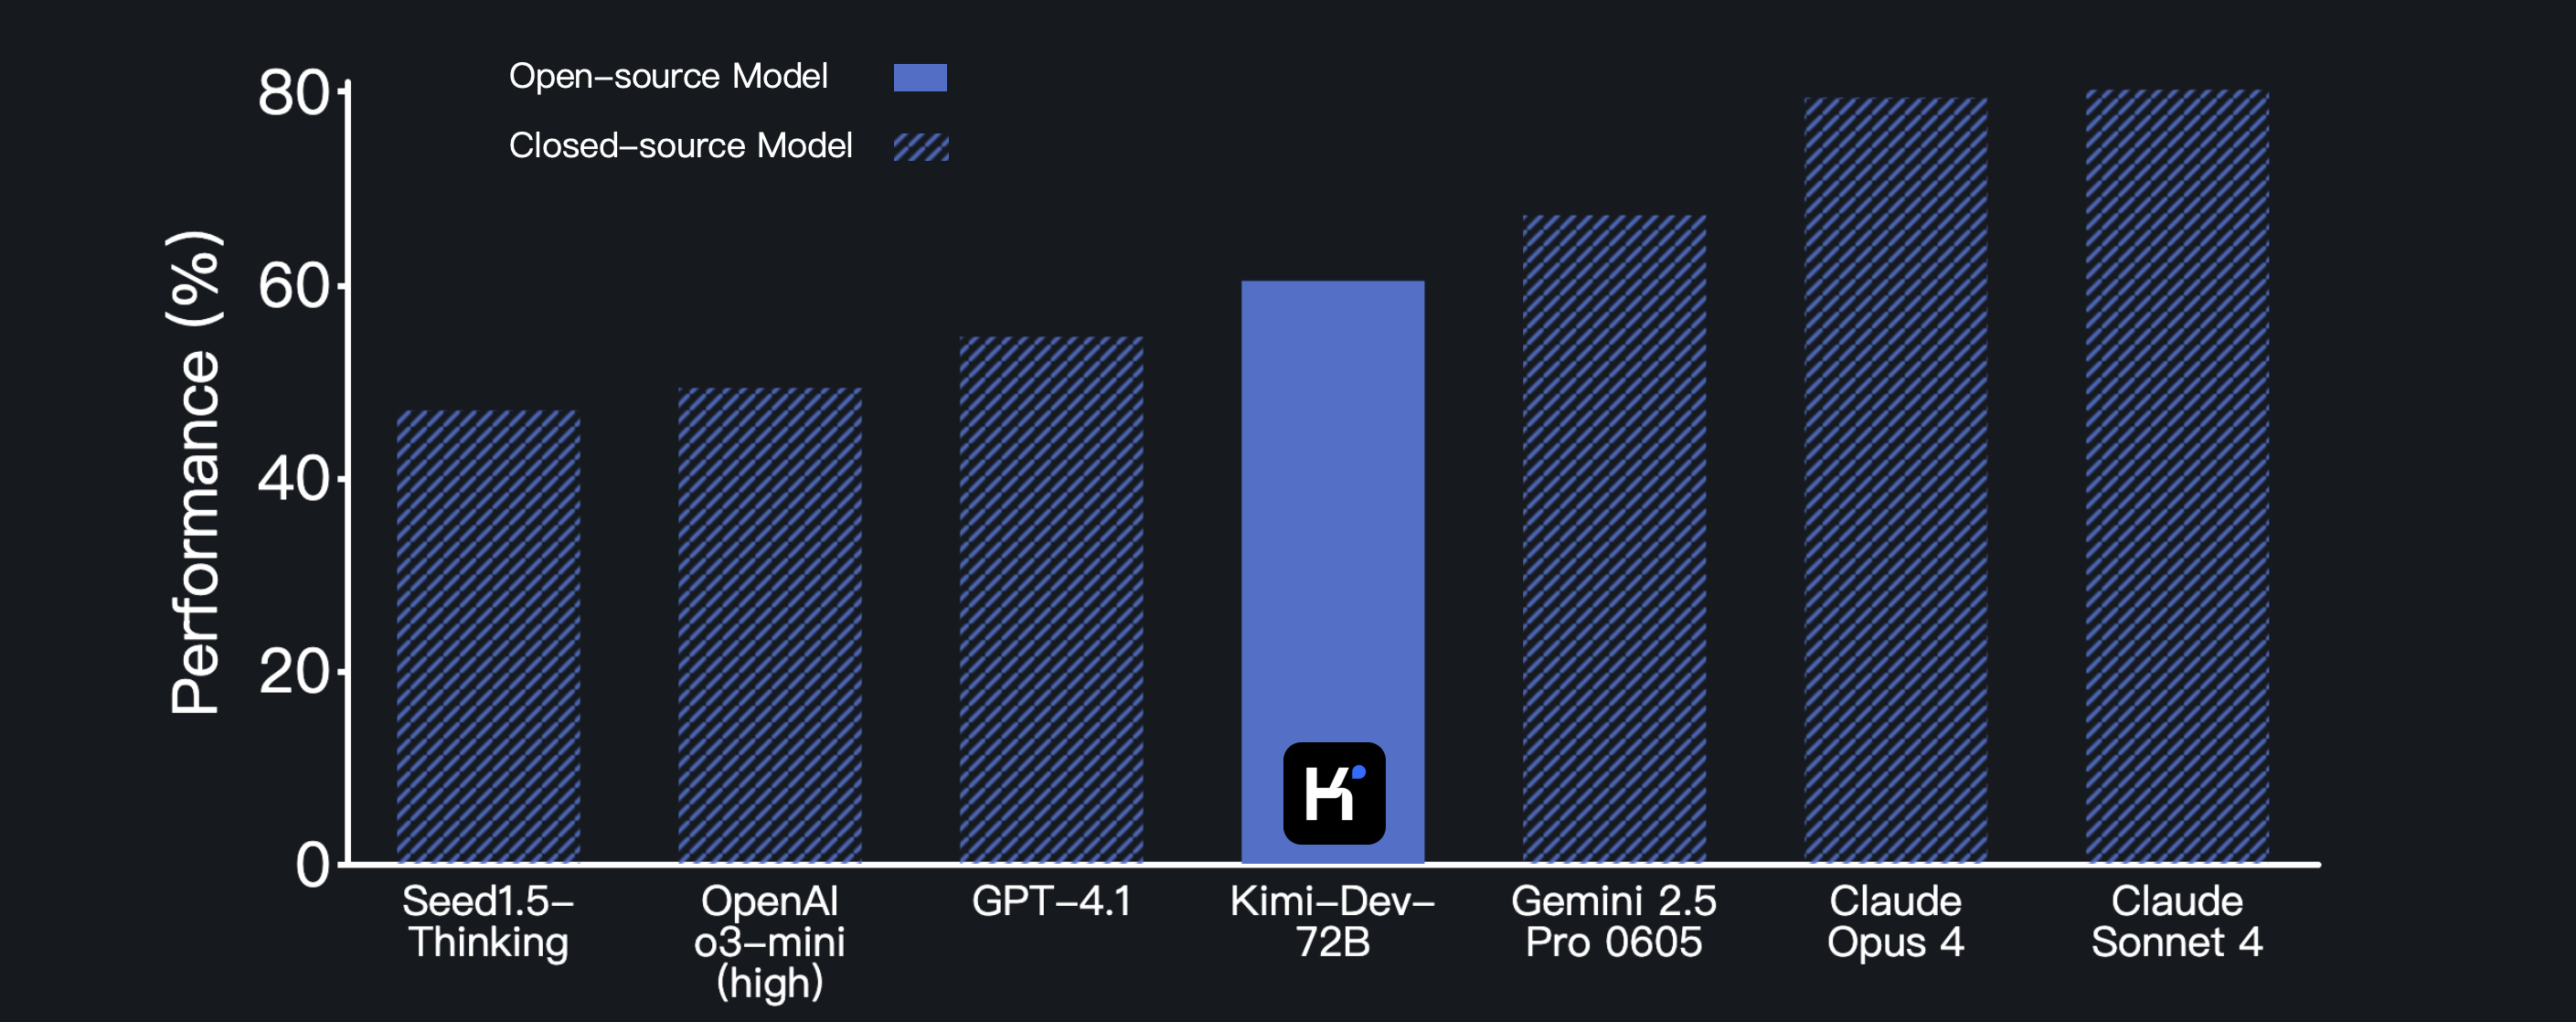 Open–source Model
Closed–source Model
Performance (%)
80
60
40
20
0
Seed1.5–
Thinking
OpenAI
o3–mini
(high)
GPT–4.1
Kimi–Dev–
72B
Gemini 2.5
Pro 0605
Claude
Opus 4
Claude
Sonnet 4
K